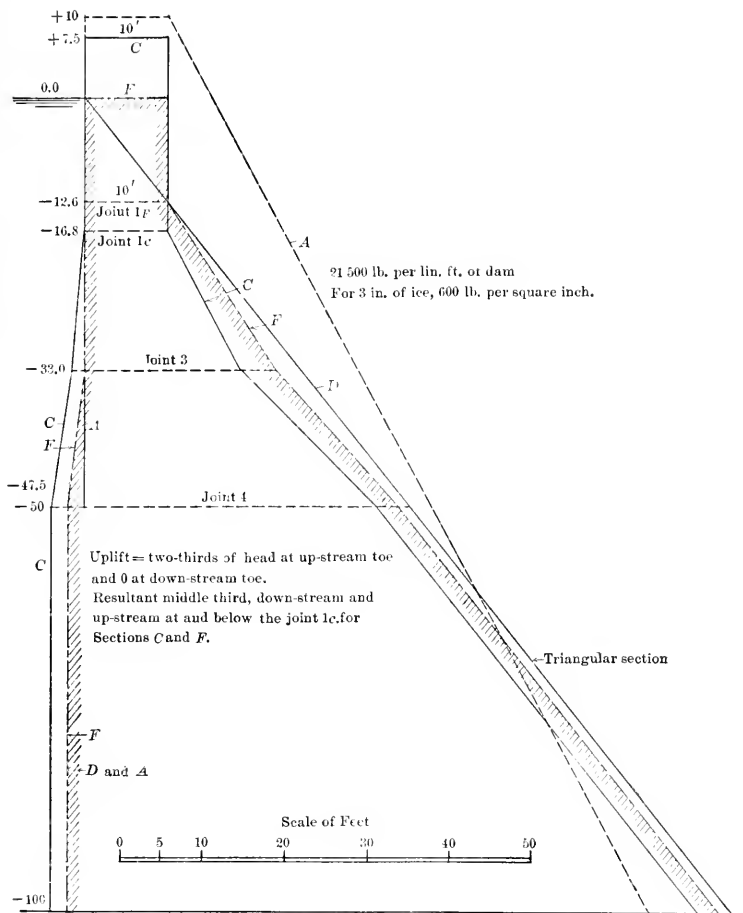 +10
10'
+7.5
C
0.0
F
10'
-12.6
Joint 1F
-16.8
Joint 1c
A
21 500 lb. per lin. ft. of dam
For 3 in. of ice, 600 lb. per square inch.
C
F
Joint 3
D
C
F
-47.5
-50
Joint 4
C
Uplift = two-thirds of head at up-stream toe
and 0 at down-stream toe.
Resultant middle third, down-stream and
up-stream at and below the joint 1c. for
Sections C and F.
Triangular section
F
D and A
Scale of Feet
0 5 10 20 30 40 50
-100